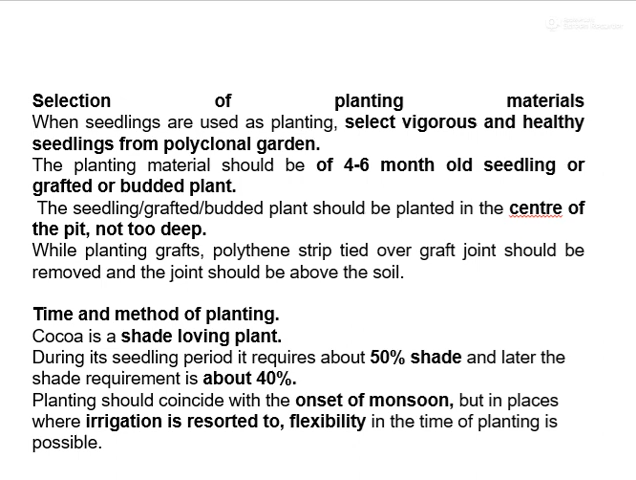 Selection of planting materials
When seedlings are used as planting, select vigorous and healthy
seedlings from polyclonal garden.
The planting material should be of 4-6 month old seedling or
grafted or budded plant.
The seedling/grafted/budded plant should be planted in the centre of
the pit, not too deep.
While planting grafts, polythene strip tied over graft joint should be
removed and the joint should be above the soil.
Time and method of planting.
Cocoa is a shade loving plant.
During its seedling period it requires about 50% shade and later the
shade requirement is about 40%.
Planting should coincide with the onset of monsoon, but in places
where irrigation is resorted to, flexibility in the time of planting is
possible.